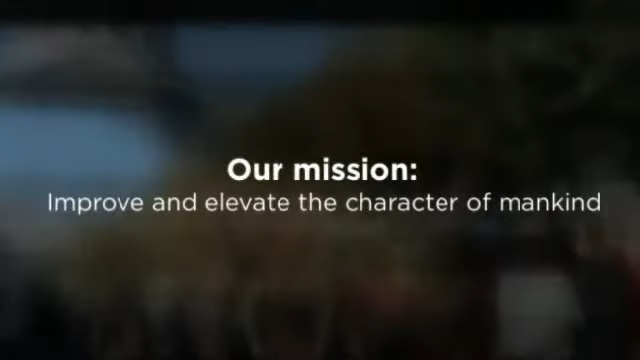 Our mission:
Improve and elevate the character of mankind